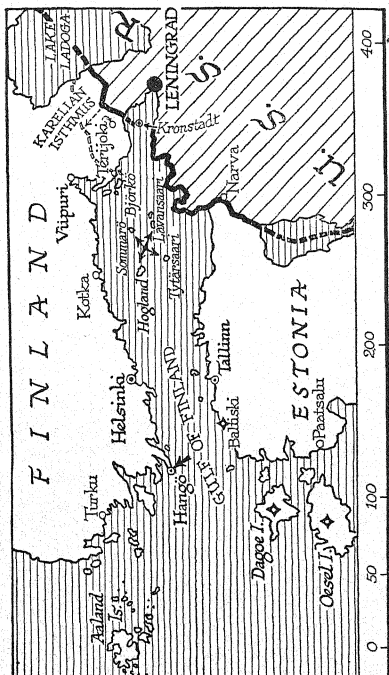 LAKE
LADOGA
R.
LENINGRAD
KARELIAN
ISTHMUS
Terijoki
Kronstadt
S.
S.
U.
Viipuri
Björkö
Sommarö
Lavansaari
Narva
FINLAND
Kotka
Hogland
Tytärsaari
Helsinki
GULF OF FINLAND
Tallinn
ESTONIA
Baltiski
Paatsalu
Hangö
Turku
Dagoe I.
Oesel I.
Aaland
Is.
0 50 100 200 300 400